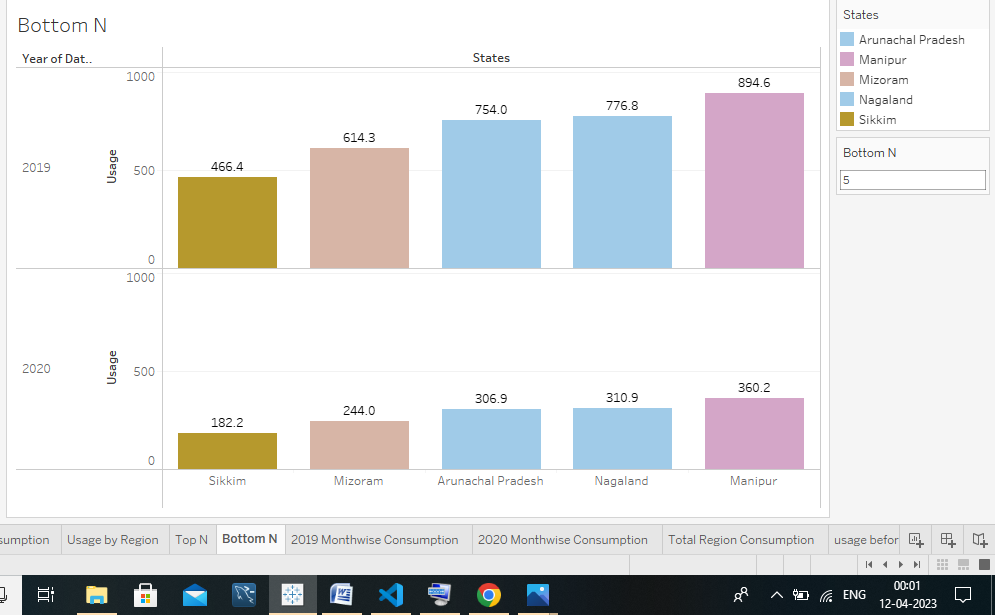 Bottom N
Year of Dat..
States
1000
500
0
Usage
2019
466.4
614.3
754.0
776.8
894.6
1000
500
0
Usage
2020
182.2
244.0
306.9
310.9
360.2
Sikkim
Mizoram
Arunachal Pradesh
Nagaland
Manipur
States
Arunachal Pradesh
Manipur
Mizoram
Nagaland
Sikkim
Bottom N
5
sumption
Usage by Region
Top N
Bottom N
2019 Monthwise Consumption
2020 Monthwise Consumption
Total Region Consumption
usage befor
W
ENG
00:01
12-04-2023